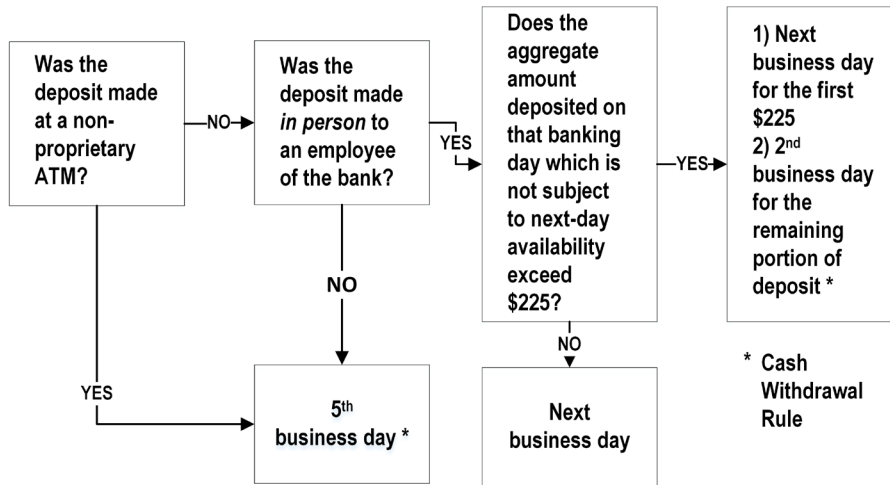 Was the
deposit made
at a non-
proprietary
ATM?
NO
Was the
deposit made
in person to
an employee
of the bank?
YES
Does the
aggregate
amount
deposited on
that banking
day which is
not subject
to next-day
availability
exceed
$225?
YES
1) Next
business day
for the first
$225
2) 2nd
business day
for the
remaining
portion of
deposit *
NO
NO
YES
5th
business day *
Next
business day
* Cash
Withdrawal
Rule